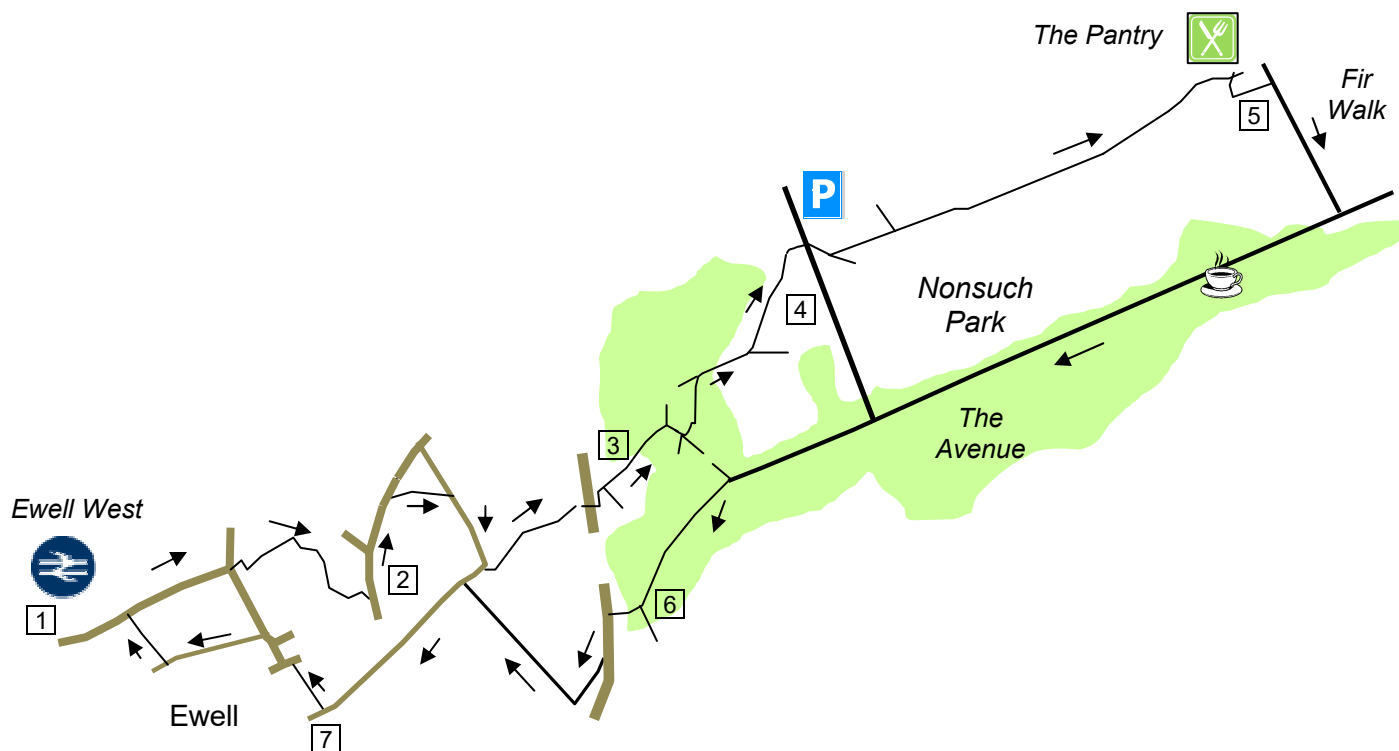 The Pantry
Fir
Walk
5
P
4
Nonsuch
Park
The
Avenue
3
Ewell West
2
1
6
Ewell
7